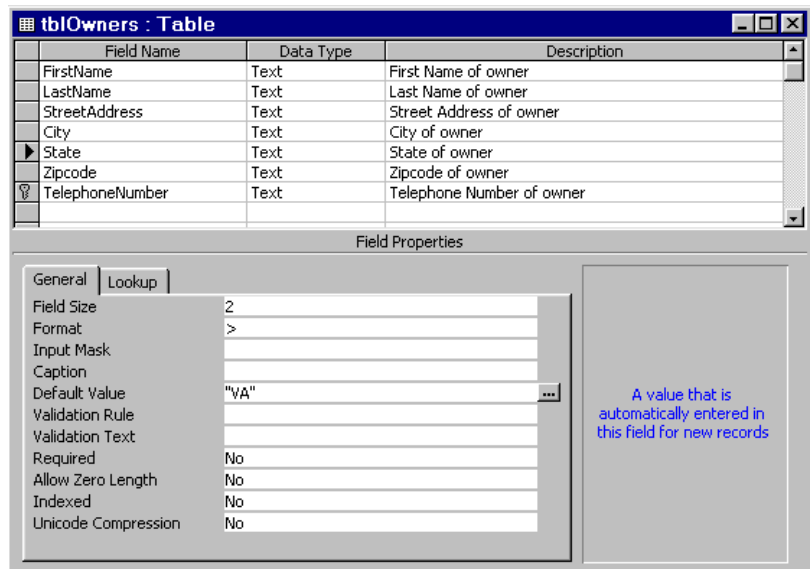 tblOwners : Table
Field Name Data Type Description
FirstName Text First Name of owner
LastName Text Last Name of owner
StreetAddress Text Street Address of owner
City Text City of owner
State Text State of owner
Zipcode Text Zipcode of owner
TelephoneNumber Text Telephone Number of owner
Field Properties
General Lookup
Field Size 2
Format >
Input Mask
Caption
Default Value "VA" ...
Validation Rule
Validation Text
Required No
Allow Zero Length No
Indexed No
Unicode Compression No
A value that is
automatically entered in
this field for new records